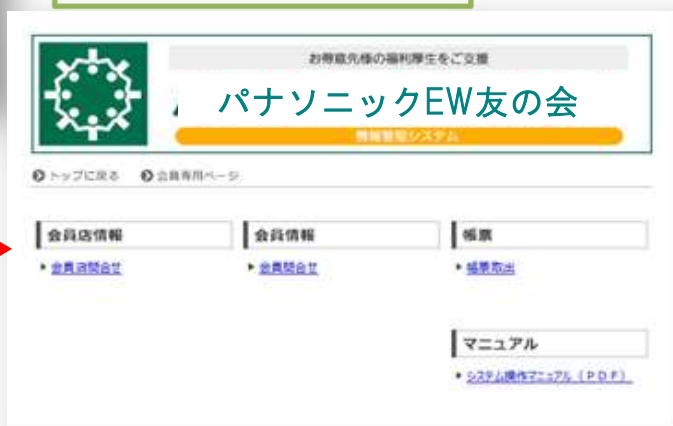 お得意先様の福利厚生をご支援
パナソニックEW友の会
情報管理システム
トップに戻る 会員専用ページ
会員店情報 会員情報 帳票
会員店問合せ 会員問合せ 帳票取出
マニュアル
システム操作マニュアル(PDF)